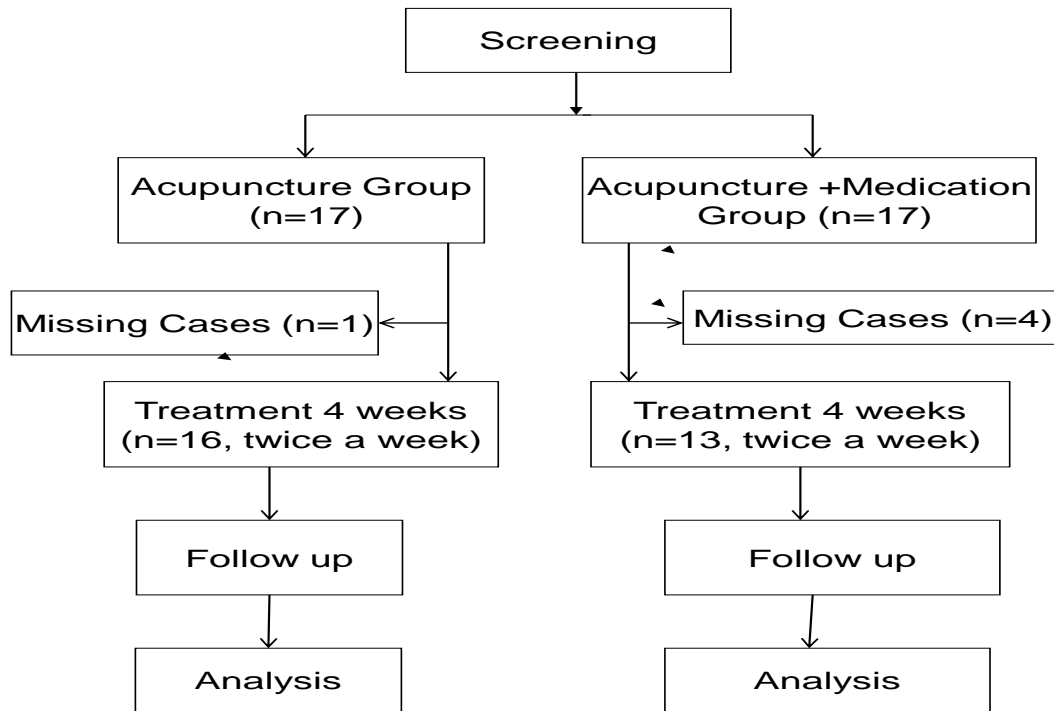 Screening
Acupuncture Group
(n=17)
Acupuncture +Medication
Group (n=17)
Missing Cases (n=1)
Missing Cases (n=4)
Treatment 4 weeks
(n=16, twice a week)
Treatment 4 weeks
(n=13, twice a week)
Follow up
Follow up
Analysis
Analysis